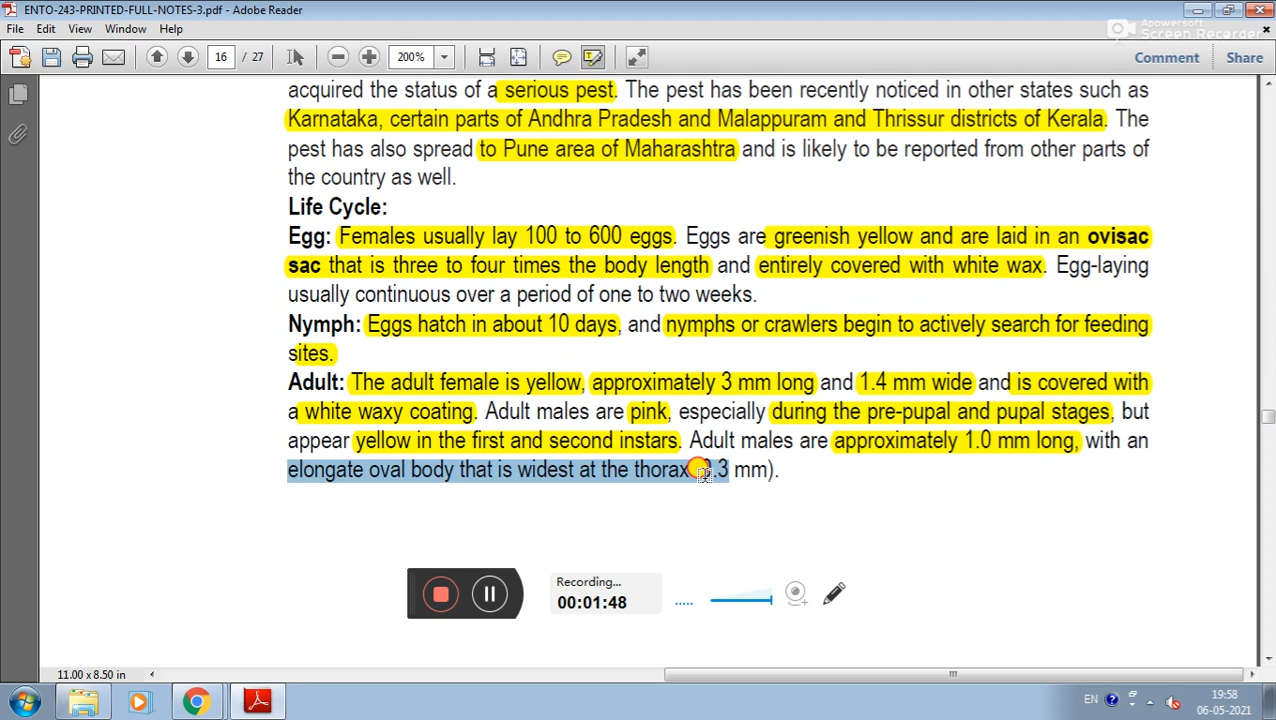 ENTO-243-PRINTED-FULL-NOTES-3.pdf - Adobe Reader
File Edit View Window Help
Apowersoft
Screen Recorder
16 / 27
200%
Comment Share
acquired the status of a serious pest. The pest has been recently noticed in other states such as
Karnataka, certain parts of Andhra Pradesh and Malappuram and Thrissur districts of Kerala. The
pest has also spread to Pune area of Maharashtra and is likely to be reported from other parts of
the country as well.
Life Cycle:
Egg: Females usually lay 100 to 600 eggs. Eggs are greenish yellow and are laid in an ovisac
sac that is three to four times the body length and entirely covered with white wax. Egg-laying
usually continuous over a period of one to two weeks.
Nymph: Eggs hatch in about 10 days, and nymphs or crawlers begin to actively search for feeding
sites.
Adult: The adult female is yellow, approximately 3 mm long and 1.4 mm wide and is covered with
a white waxy coating. Adult males are pink, especially during the pre-pupal and pupal stages, but
appear yellow in the first and second instars. Adult males are approximately 1.0 mm long, with an
elongate oval body that is widest at the thorax .3 mm).
Recording...
00:01:48
11.00 x 8.50 in
EN
19:58
06-05-2021